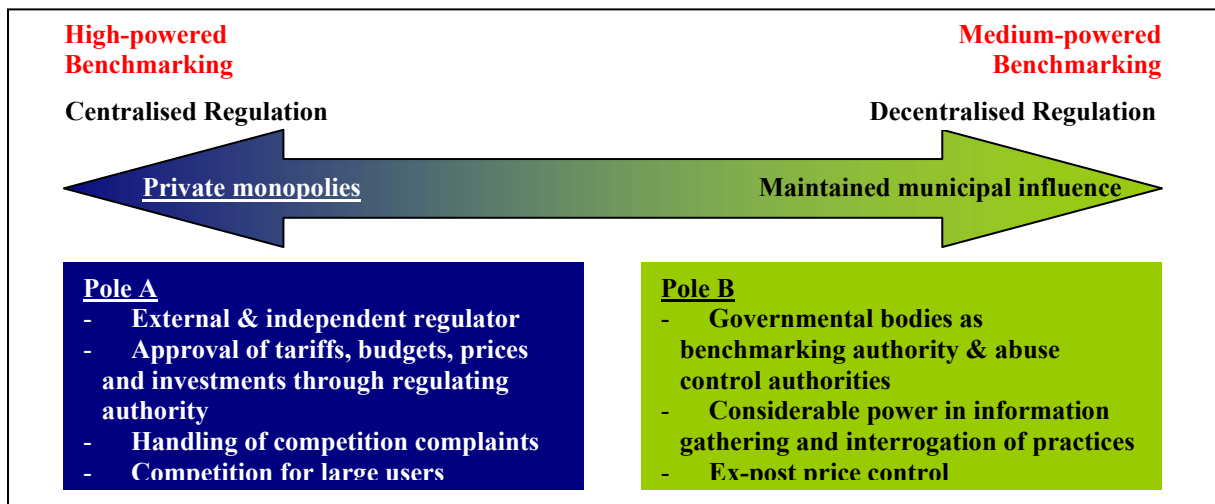 High-powered
Benchmarking
Medium-powered
Benchmarking
Centralised Regulation
Decentralised Regulation
Private monopolies
Maintained municipal influence
Pole A
- External & independent regulator
- Approval of tariffs, budgets, prices
and investments through regulating
authority
- Handling of competition complaints
- Competition for large users
Pole B
- Governmental bodies as
benchmarking authority & abuse
control authorities
- Considerable power in information
gathering and interrogation of practices
- Ex-post price control